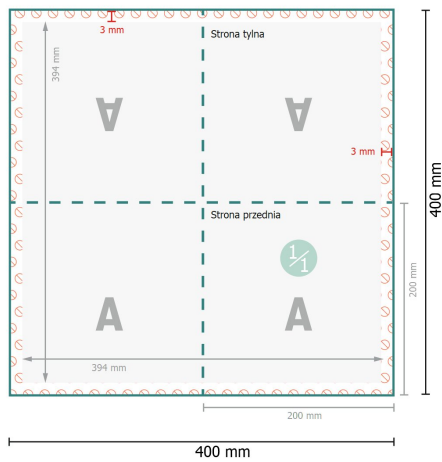 3 mm
Strona tylna
394 mm
A
A
3 mm
400 mm
Strona przednia
1/1
200 mm
A
A
394 mm
200 mm
400 mm